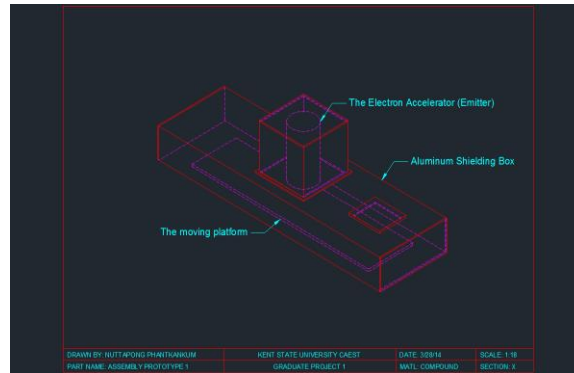 The Electron Accelerator (Emitter)
Aluminum Shielding Box
The moving platform
DRAWN BY: NUTTAPONG PHANTKANKUM
KENT STATE UNIVERSITY CAEST
DATE: 3/28/14
SCALE: 1:18
PART NAME: ASSEMBLY PROTOTYPE 1
GRADUATE PROJECT 1
MATL: COMPOUND
SECTION: X